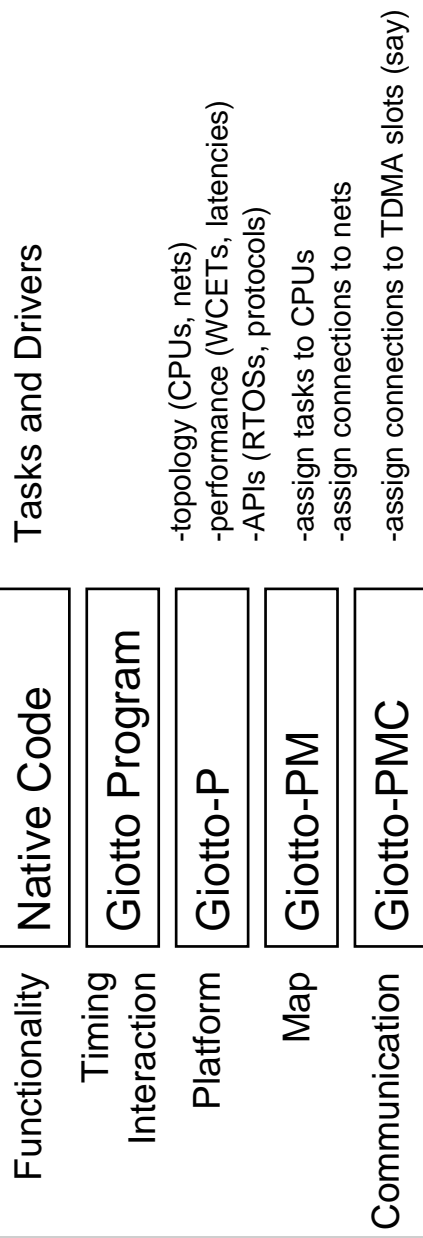 Functionality
Native Code
Tasks and Drivers
Timing
Interaction
Giotto Program
Platform
Giotto-P
-topology (CPUs, nets)
-performance (WCETs, latencies)
-APIs (RTOSs, protocols)
Map
Giotto-PM
-assign tasks to CPUs
-assign connections to nets
Communication
Giotto-PMC
-assign connections to TDMA slots (say)